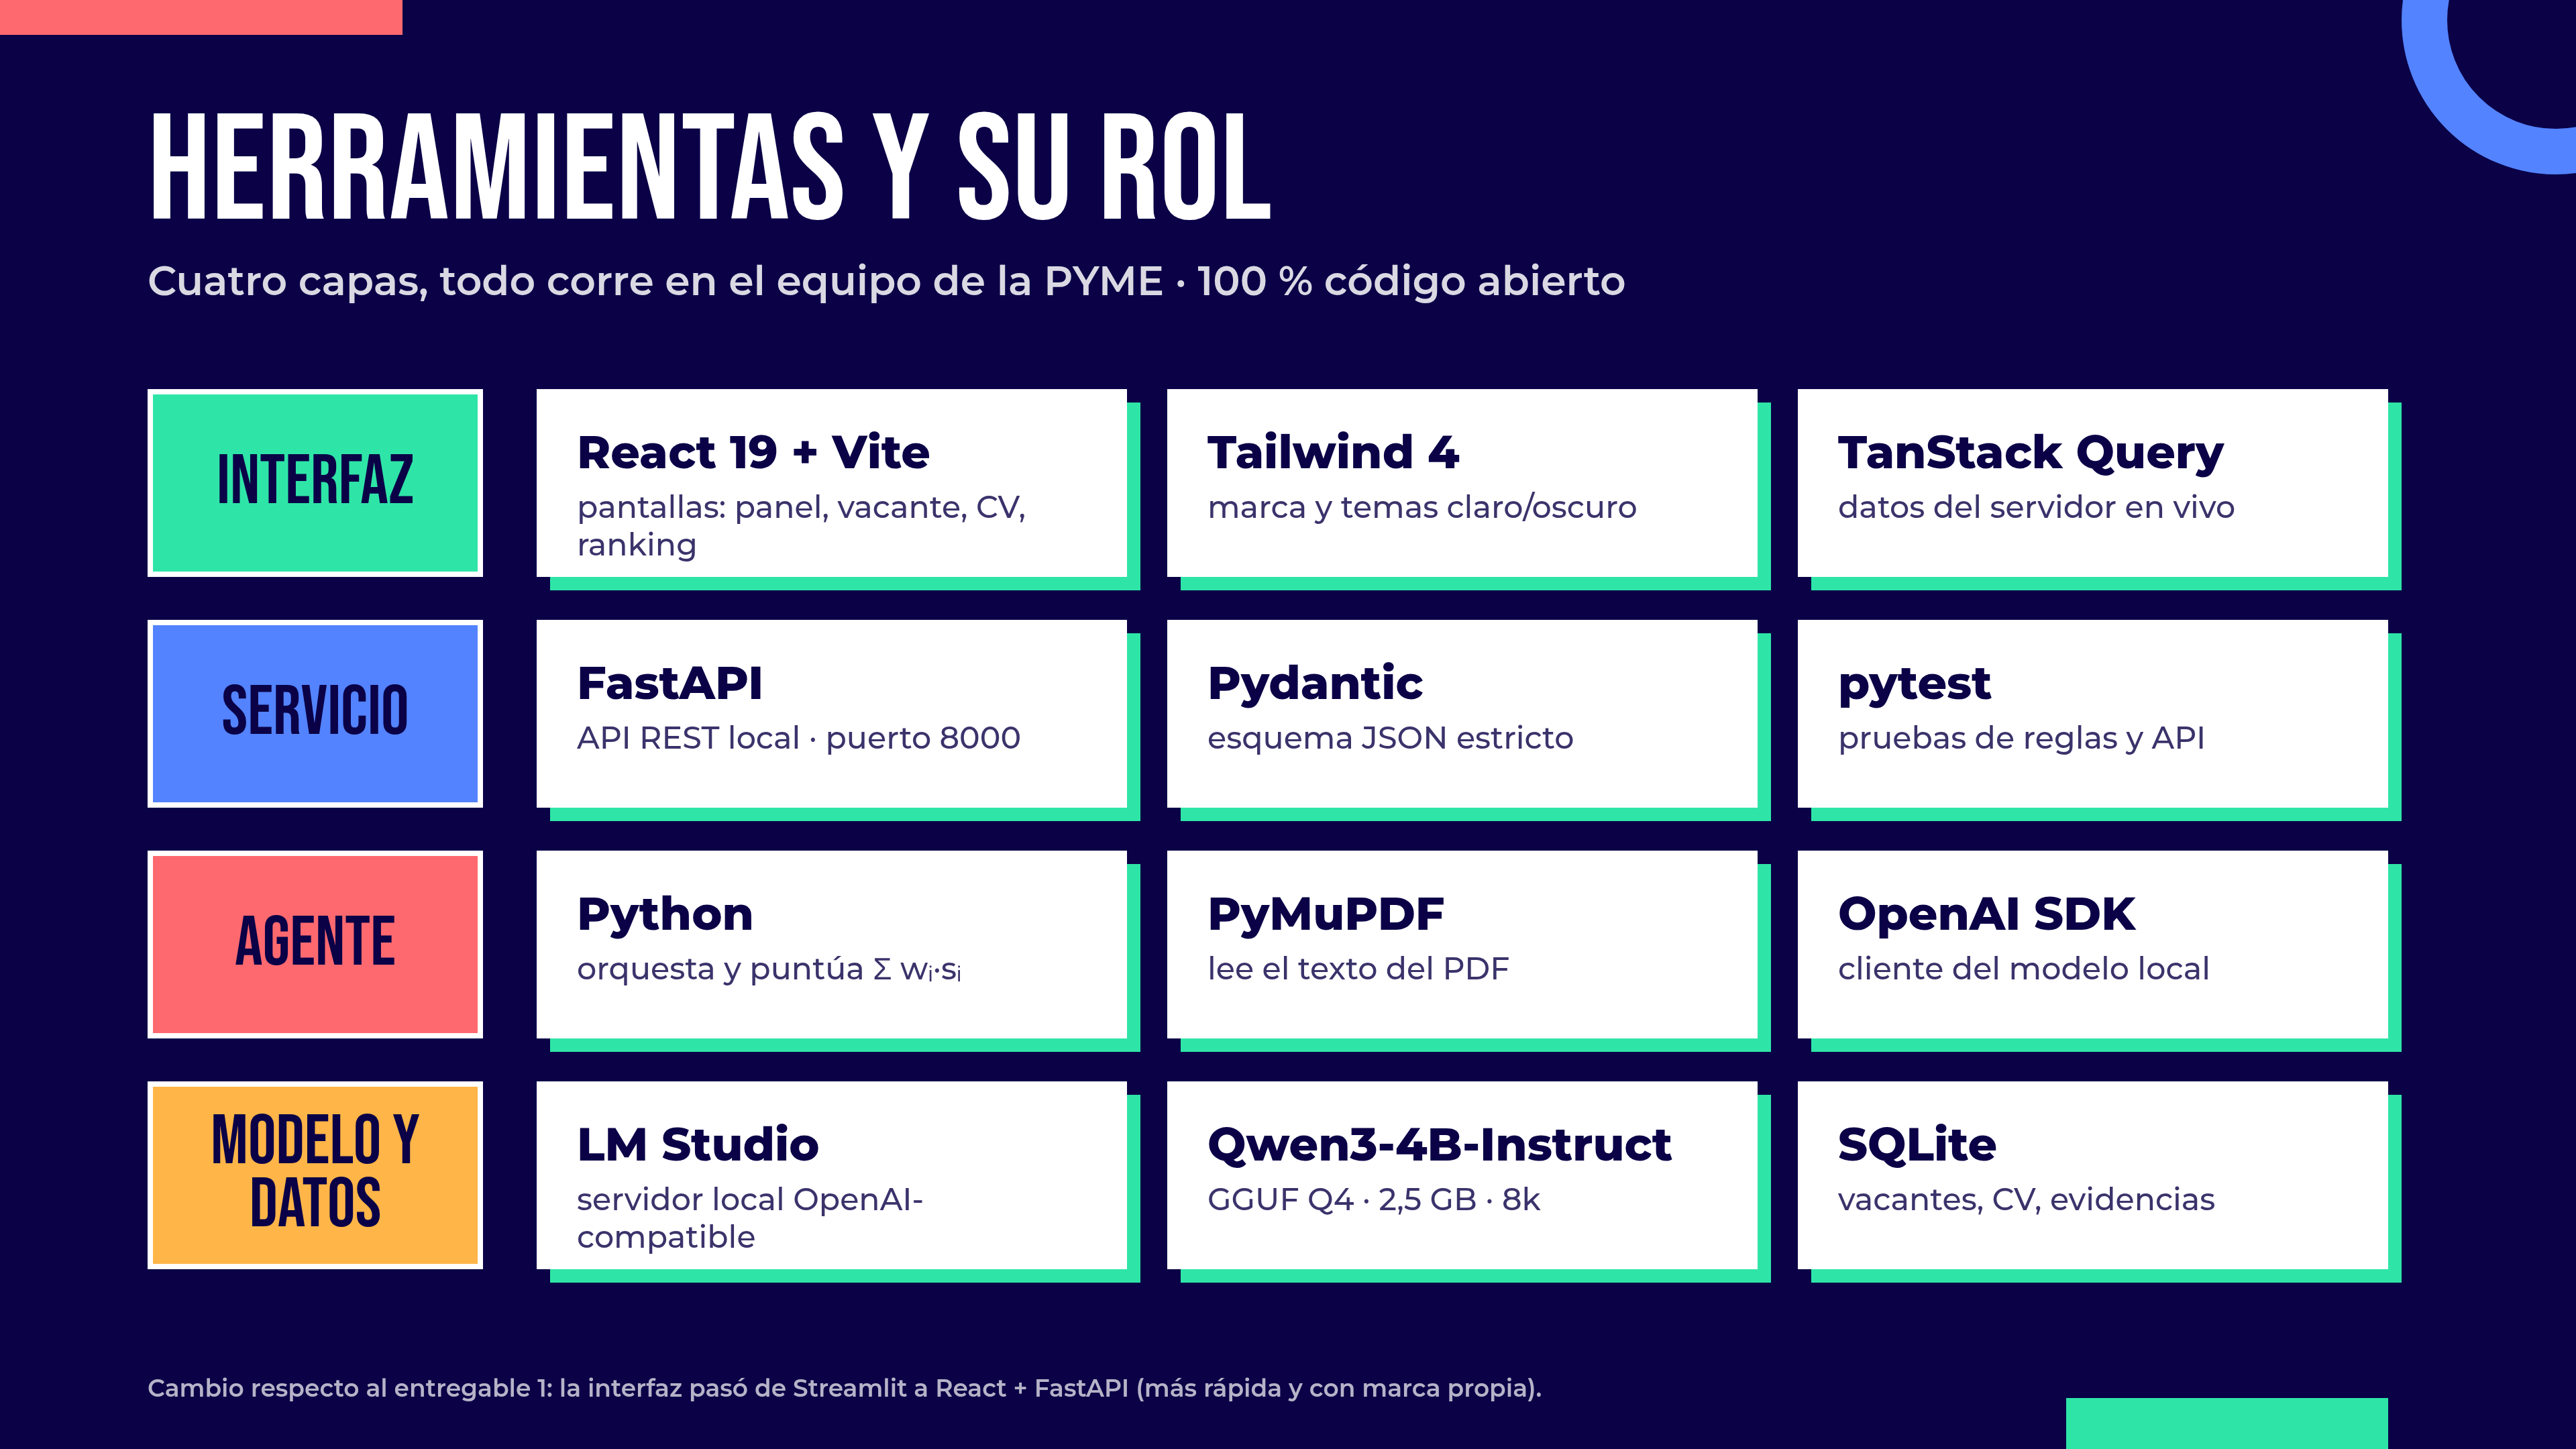 HERRAMIENTAS Y SU ROL
Cuatro capas, todo corre en el equipo de la PYME · 100 % código abierto
INTERFAZ
React 19 + Vite
pantallas: panel, vacante, CV,
ranking
Tailwind 4
marca y temas claro/oscuro
TanStack Query
datos del servidor en vivo
SERVICIO
FastAPI
API REST local · puerto 8000
Pydantic
esquema JSON estricto
pytest
pruebas de reglas y API
AGENTE
Python
orquesta y puntúa Σ wᵢ·sᵢ
PyMuPDF
lee el texto del PDF
OpenAI SDK
cliente del modelo local
MODELO Y
DATOS
LM Studio
servidor local OpenAI-
compatible
Qwen3-4B-Instruct
GGUF Q4 · 2,5 GB · 8k
SQLite
vacantes, CV, evidencias
Cambio respecto al entregable 1: la interfaz pasó de Streamlit a React + FastAPI (más rápida y con marca propia).